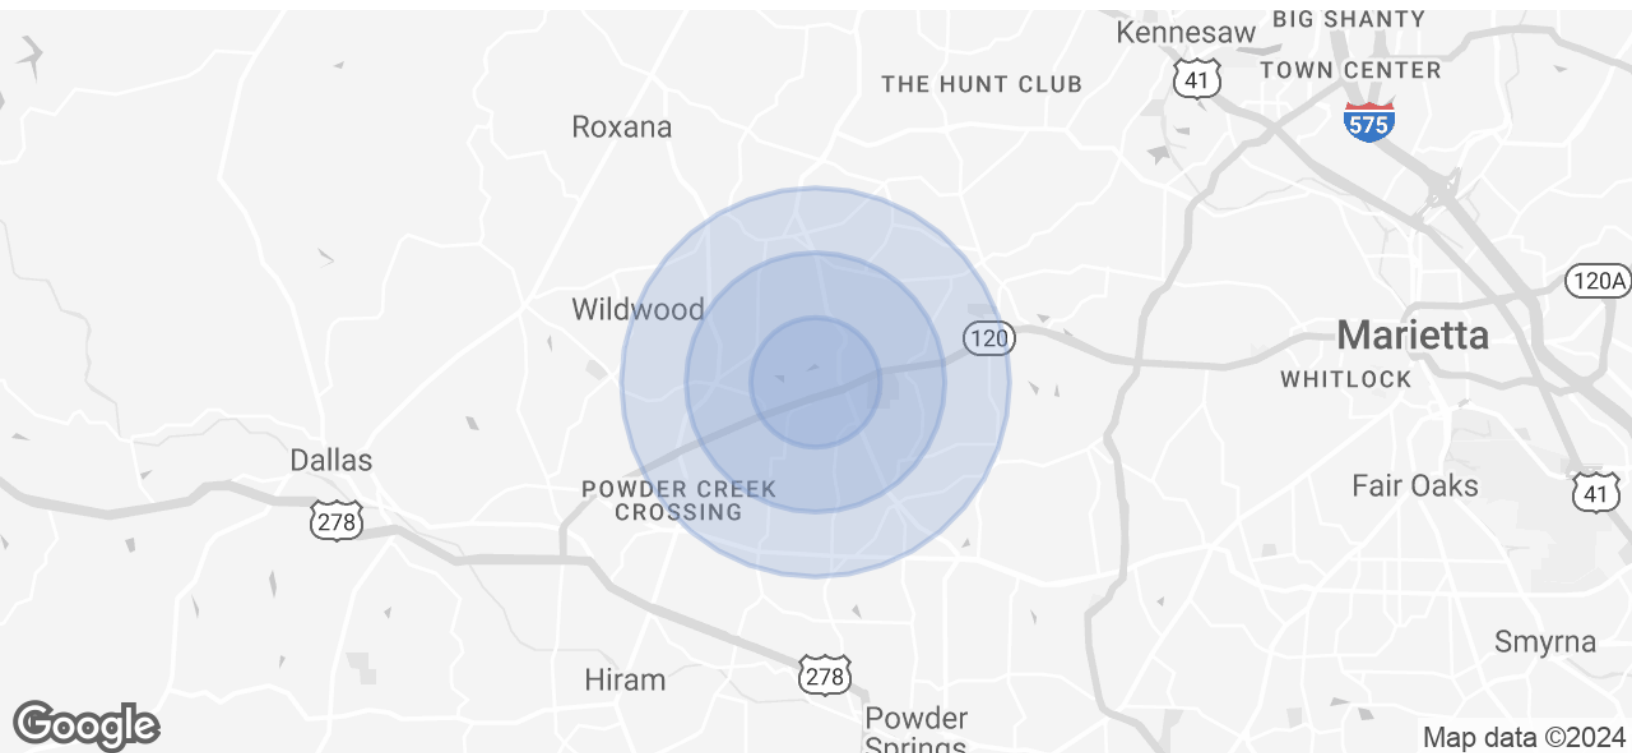 Kennesaw
BIG SHANTY
TOWN CENTER
41
THE HUNT CLUB
575
Roxana
120A
Wildwood
120
Marietta
WHITLOCK
Dallas
POWDER CREEK
CROSSING
Fair Oaks
41
278
Smyrna
Hiram
278
Powder
Springs
Google
Map data ©2024